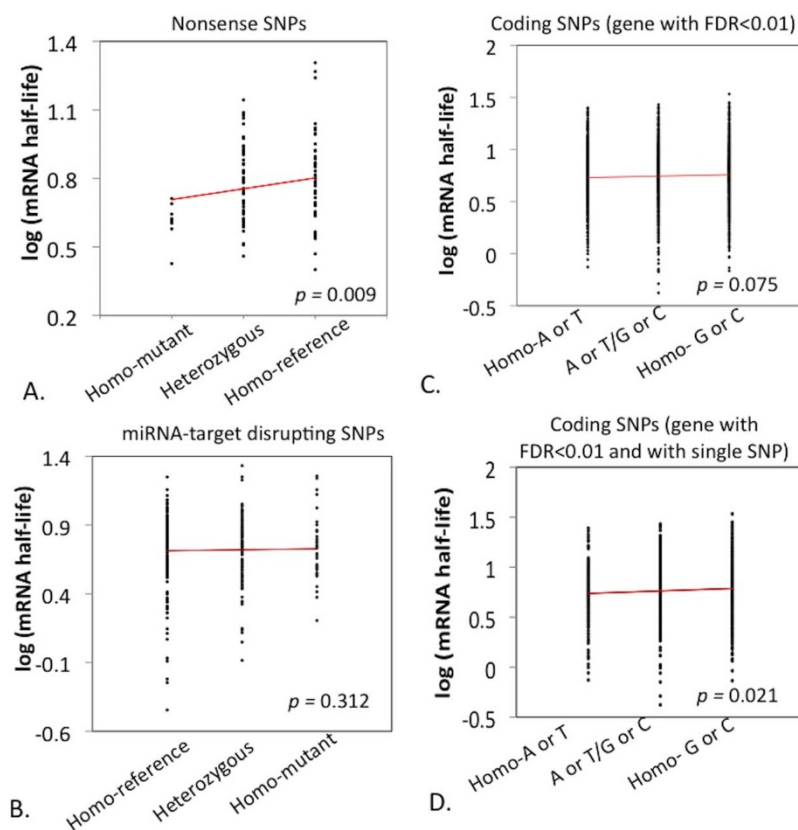 Nonsense SNPs
1.4
1.1
0.8
0.5
0.2
log (mRNA half-life)
p = 0.009
Homo-mutant
Heterozygous
Homo-reference
A.
Coding SNPs (gene with FDR<0.01)
2
1.5
1
0.5
0
-0.5
log (mRNA half-life)
p = 0.075
Homo-A or T
A or T/G or C
Homo- G or C
C.
miRNA-target disrupting SNPs
1.4
0.9
0.4
-0.1
-0.6
log (mRNA half-life)
p = 0.312
Homo-reference
Heterozygous
Homo-mutant
B.
Coding SNPs (gene with
FDR<0.01 and with single SNP)
2
1.5
1
0.5
0
-0.5
log (mRNA half-life)
p = 0.021
Homo-A or T
A or T/G or C
Homo- G or C
D.